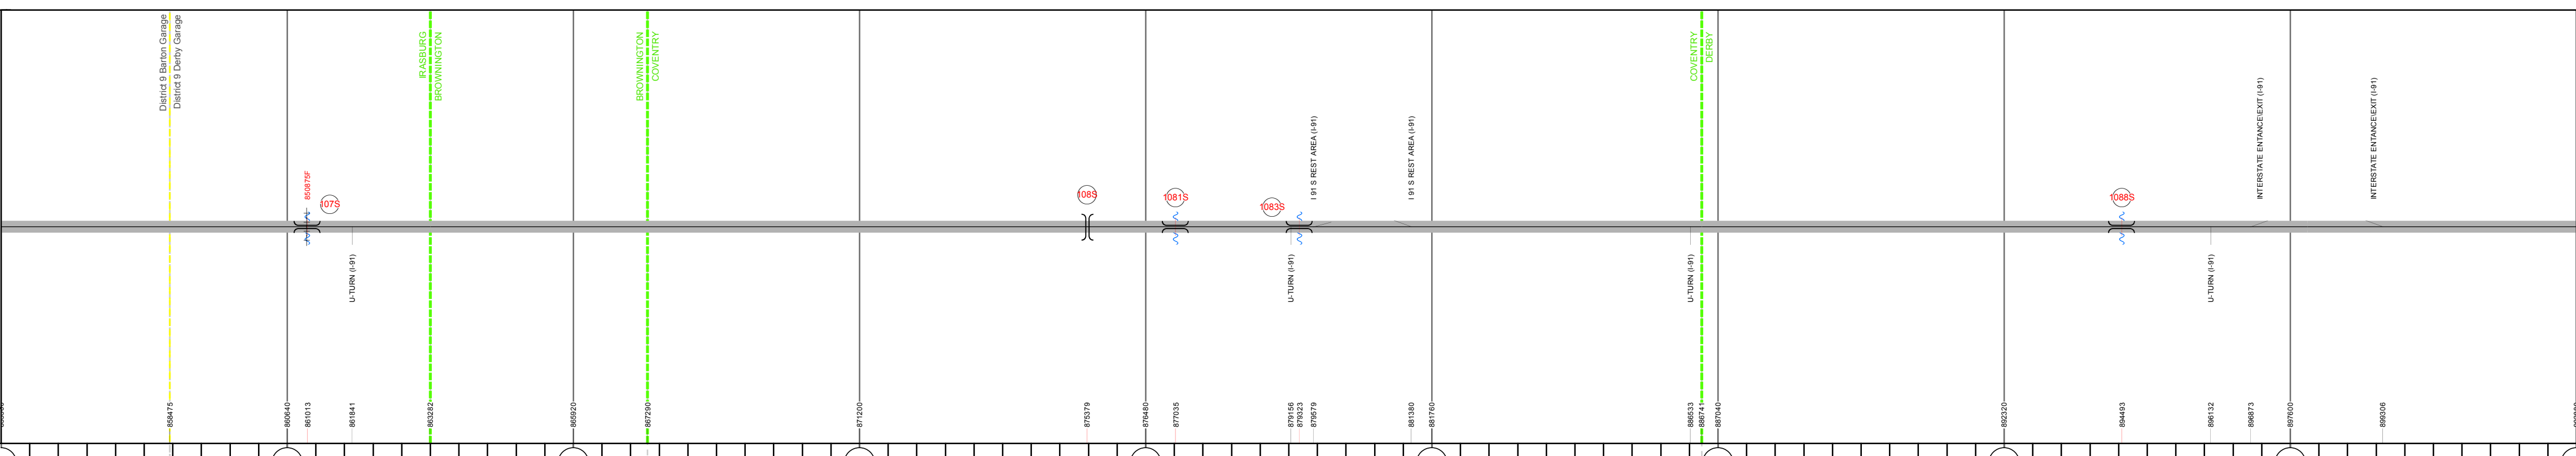 District 9 Barton Garage
District 9 Derby Garage
IRASBURG
BROWNINGTON
BROWNINGTON
COVENTRY
COVENTRY
DERBY
850875F
107S
108S
1081S
1083S
1088S
I 91 S REST AREA (I-91)
I 91 S REST AREA (I-91)
INTERSTATE ENTANCE\EXIT (I-91)
INTERSTATE ENTANCE\EXIT (I-91)
U-TURN (I-91)
U-TURN (I-91)
U-TURN (I-91)
U-TURN (I-91)
858475
860640
861013
861841
863282
865920
867290
871200
875379
876480
877035
879156
879323
879579
881380
881760
886533
886741
887040
892320
894493
896132
896873
897600
899306